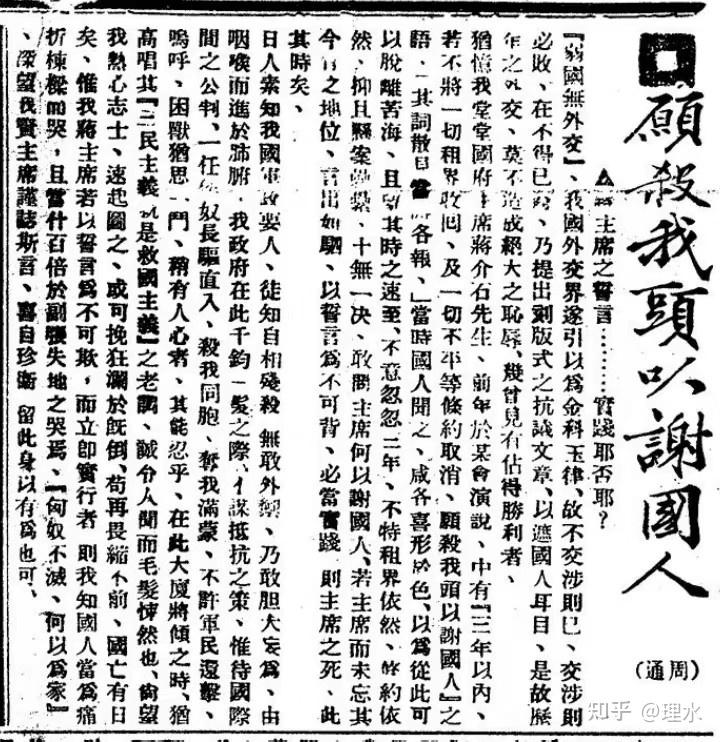 願殺我頭以謝國人
(周通)
▲蔣主席之誓言………實踐耶否耶?
『弱國無外交』、我國外交界遂引以爲金科玉律、故不交涉則已、交涉則
必敗、在不得已時、乃提出刻版式之抗議文章、以遮國人耳目、是故歷
年之外交、莫不造成絕大之恥辱、幾曾見有佔得勝利者、
猶憶我堂堂國府主席蔣介石先生、前年於某會演說、中有『三年以內、
若不將一切租界收回、及一切不平等條約取消、願殺我頭以謝國人』之
語、「其詞散見當 各報、」當時國人聞之、咸各喜形於色、以爲從此可
以脫離苦海、且望其時之速至、不意忽忽三年、不特租界依然、條約依
然、抑且懸案纍纍、十無一决、敢問主席何以謝國人、若主席而未忘其
今日之地位、言出如駟、以誓言爲不可背、必當實踐 則主席之死、此
其時矣、
日人素知我國軍政要人、徒知自相殘殺 無敢外禦、乃敢胆大妄爲、由
咽喉而進於肺腑、我政府在此千鈞一髮之際、不謀抵抗之策、惟待國際
間之公判、一任倭奴長驅直入、殺我同胞、奪我滿蒙、不許軍民還擊、
嗚呼、困獸猶思一鬥、稍有人心者、其能忍乎、在此大廈將傾之時、猶
高唱其『三民主義就是救國主義』之老調、誠令人聞而毛髮悚然也、尙望
我熱心志士、速起圖之、或可挽狂瀾於旣倒、苟再畏縮不前、國亡有日
矣、惟我蔣主席若以誓言爲不可欺、而立卽實行者 則我知國人當爲痛
折棟樑而哭、且當什百倍於副 失地之哭焉、『匈奴不滅、何以爲家』
、深望我賢主席謹誌斯言、喜自珍衛 留此身以有爲也可、
知乎 @理水